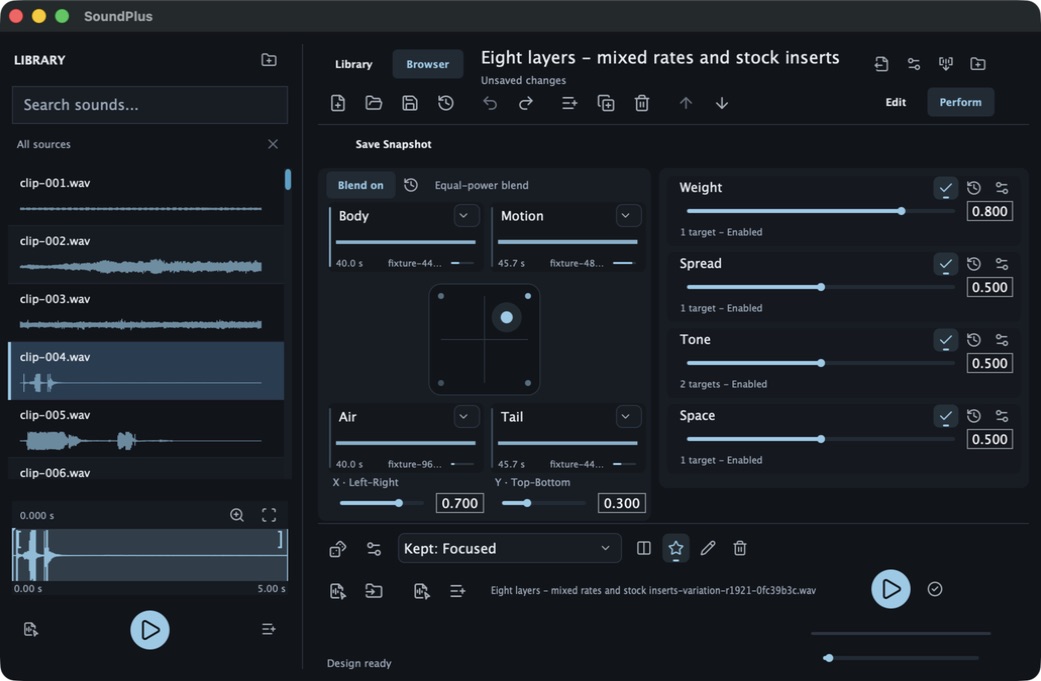 SoundPlus
LIBRARY
Search sounds...
All sources
clip-001.wav
clip-002.wav
clip-003.wav
clip-004.wav
clip-005.wav
clip-006.wav
0.000 s
0.00 s
5.00 s
Library
Browser
Eight layers – mixed rates and stock inserts
Unsaved changes
Edit
Perform
Save Snapshot
Blend on
Equal-power blend
Body
Motion
40.0 s
fixture-44...
45.7 s
fixture-48...
Air
Tail
40.0 s
fixture-96...
45.7 s
fixture-44...
X · Left-Right
Y · Top-Bottom
0.700
0.300
Weight
0.800
1 target – Enabled
Spread
0.500
1 target – Enabled
Tone
0.500
2 targets – Enabled
Space
0.500
1 target – Enabled
Kept: Focused
Eight layers – mixed rates and stock inserts-variation-r1921-0fc39b3c.wav
Design ready